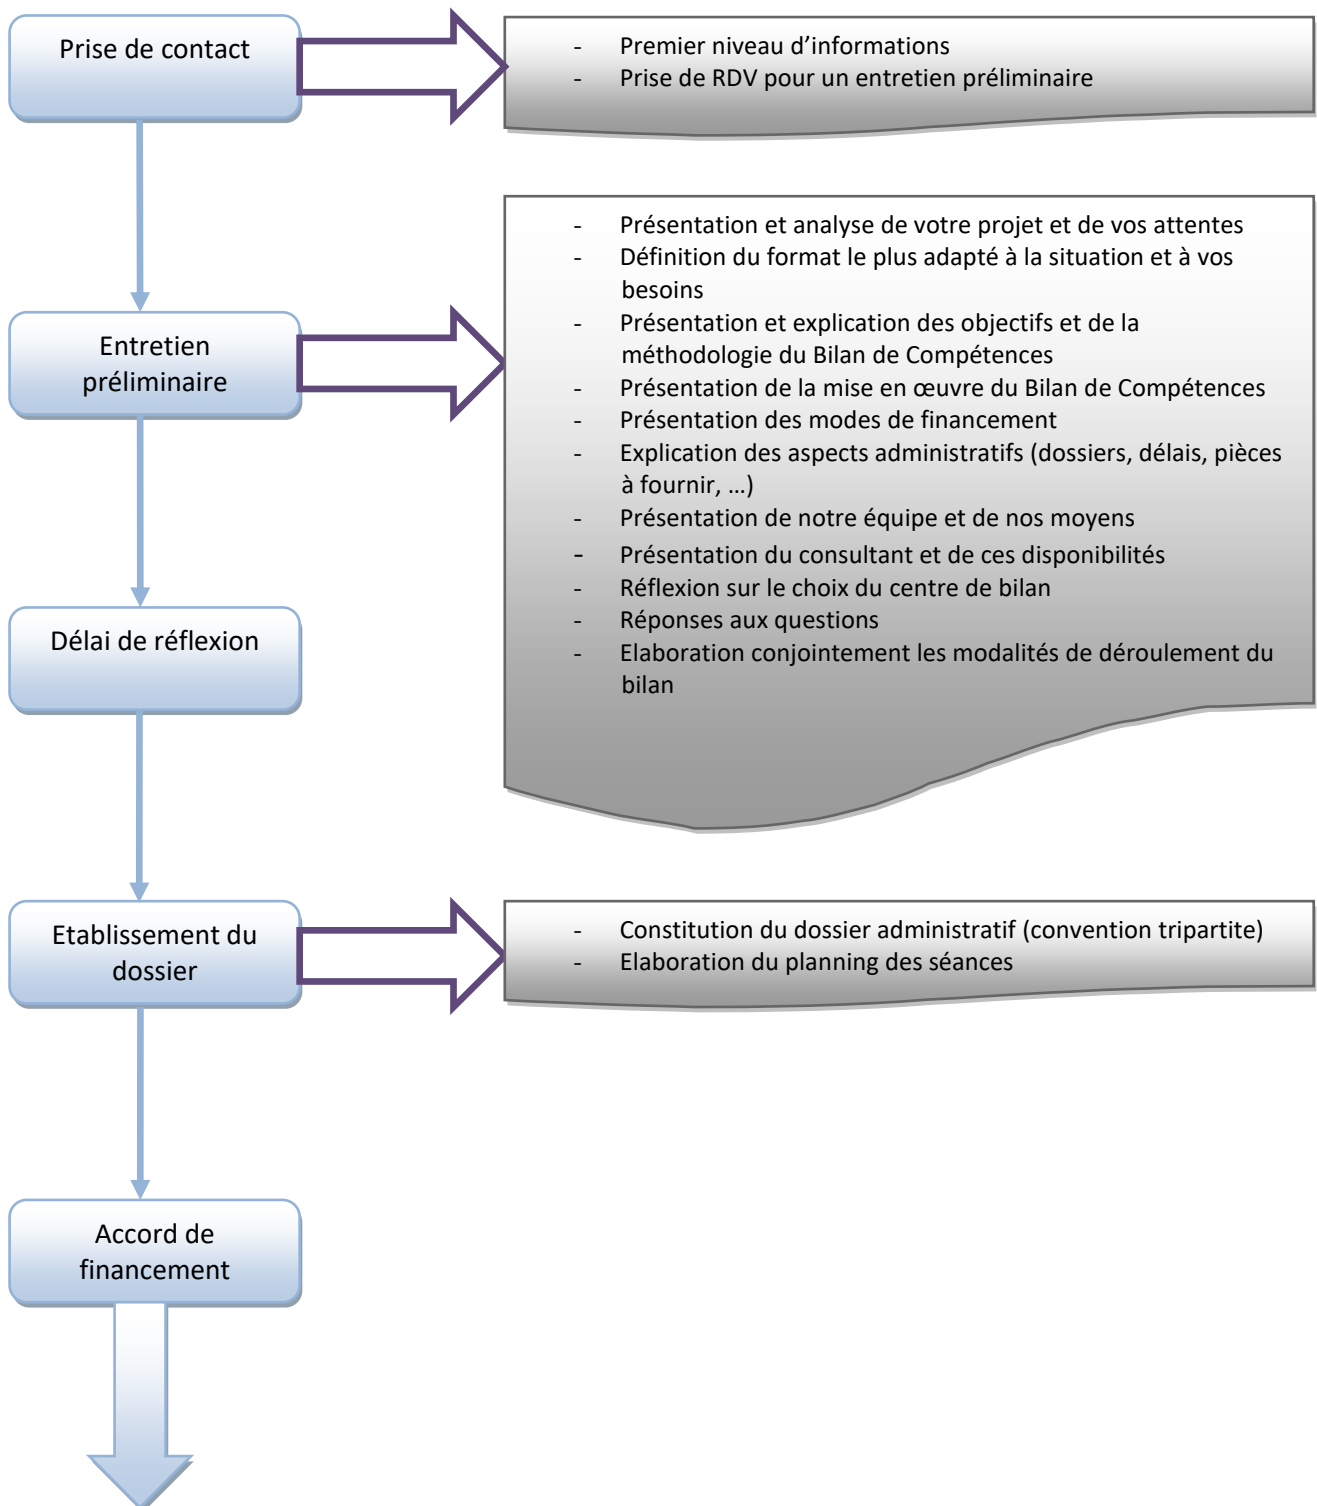 Prise de contact
- Premier niveau d’informations
- Prise de RDV pour un entretien préliminaire
Entretien
préliminaire
- Présentation et analyse de votre projet et de vos attentes
- Définition du format le plus adapté à la situation et à vos
besoins
- Présentation et explication des objectifs et de la
méthodologie du Bilan de Compétences
- Présentation de la mise en œuvre du Bilan de Compétences
- Présentation des modes de financement
- Explication des aspects administratifs (dossiers, délais, pièces
à fournir, …)
- Présentation de notre équipe et de nos moyens
- Présentation du consultant et de ces disponibilités
- Réflexion sur le choix du centre de bilan
- Réponses aux questions
- Elaboration conjointement les modalités de déroulement du
bilan
Délai de réflexion
Etablissement du
dossier
- Constitution du dossier administratif (convention tripartite)
- Elaboration du planning des séances
Accord de
financement